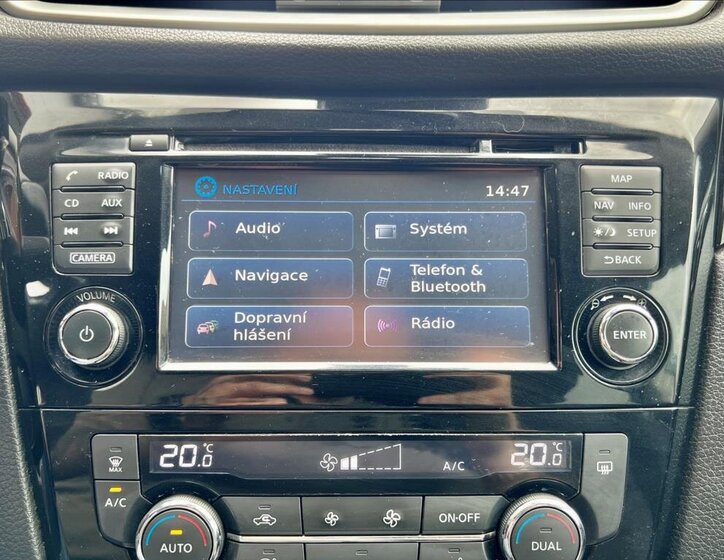 RADIO
CD AUX
CAMERA
VOLUME
NASTAVENÍ 14:47
Audio
Systém
Navigace
Telefon &
Bluetooth
Dopravní
hlášení
Rádio
MAP
NAV INFO
SETUP
BACK
ENTER
MAX
20.0 °C
A/C
20.0 °C
A/C
AUTO
ON·OFF
DUAL